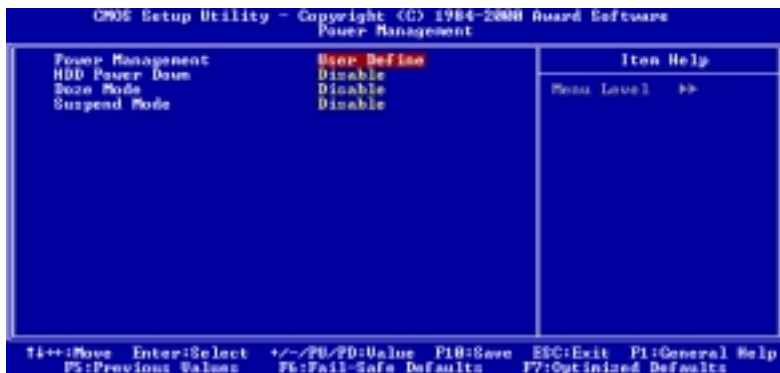 CMOS Setup Utility - Copyright (C) 1984-2000 Award Software
Power Management
Power Management User Define
HDD Power Down Disable
Doze Mode Disable
Suspend Mode Disable
Item Help
Menu Level ▸▸
↑↓→←:Move Enter:Select +/-/PU/PD:Value F10:Save ESC:Exit F1:General Help
F5:Previous Values F6:Fail-Safe Defaults F7:Optimized Defaults